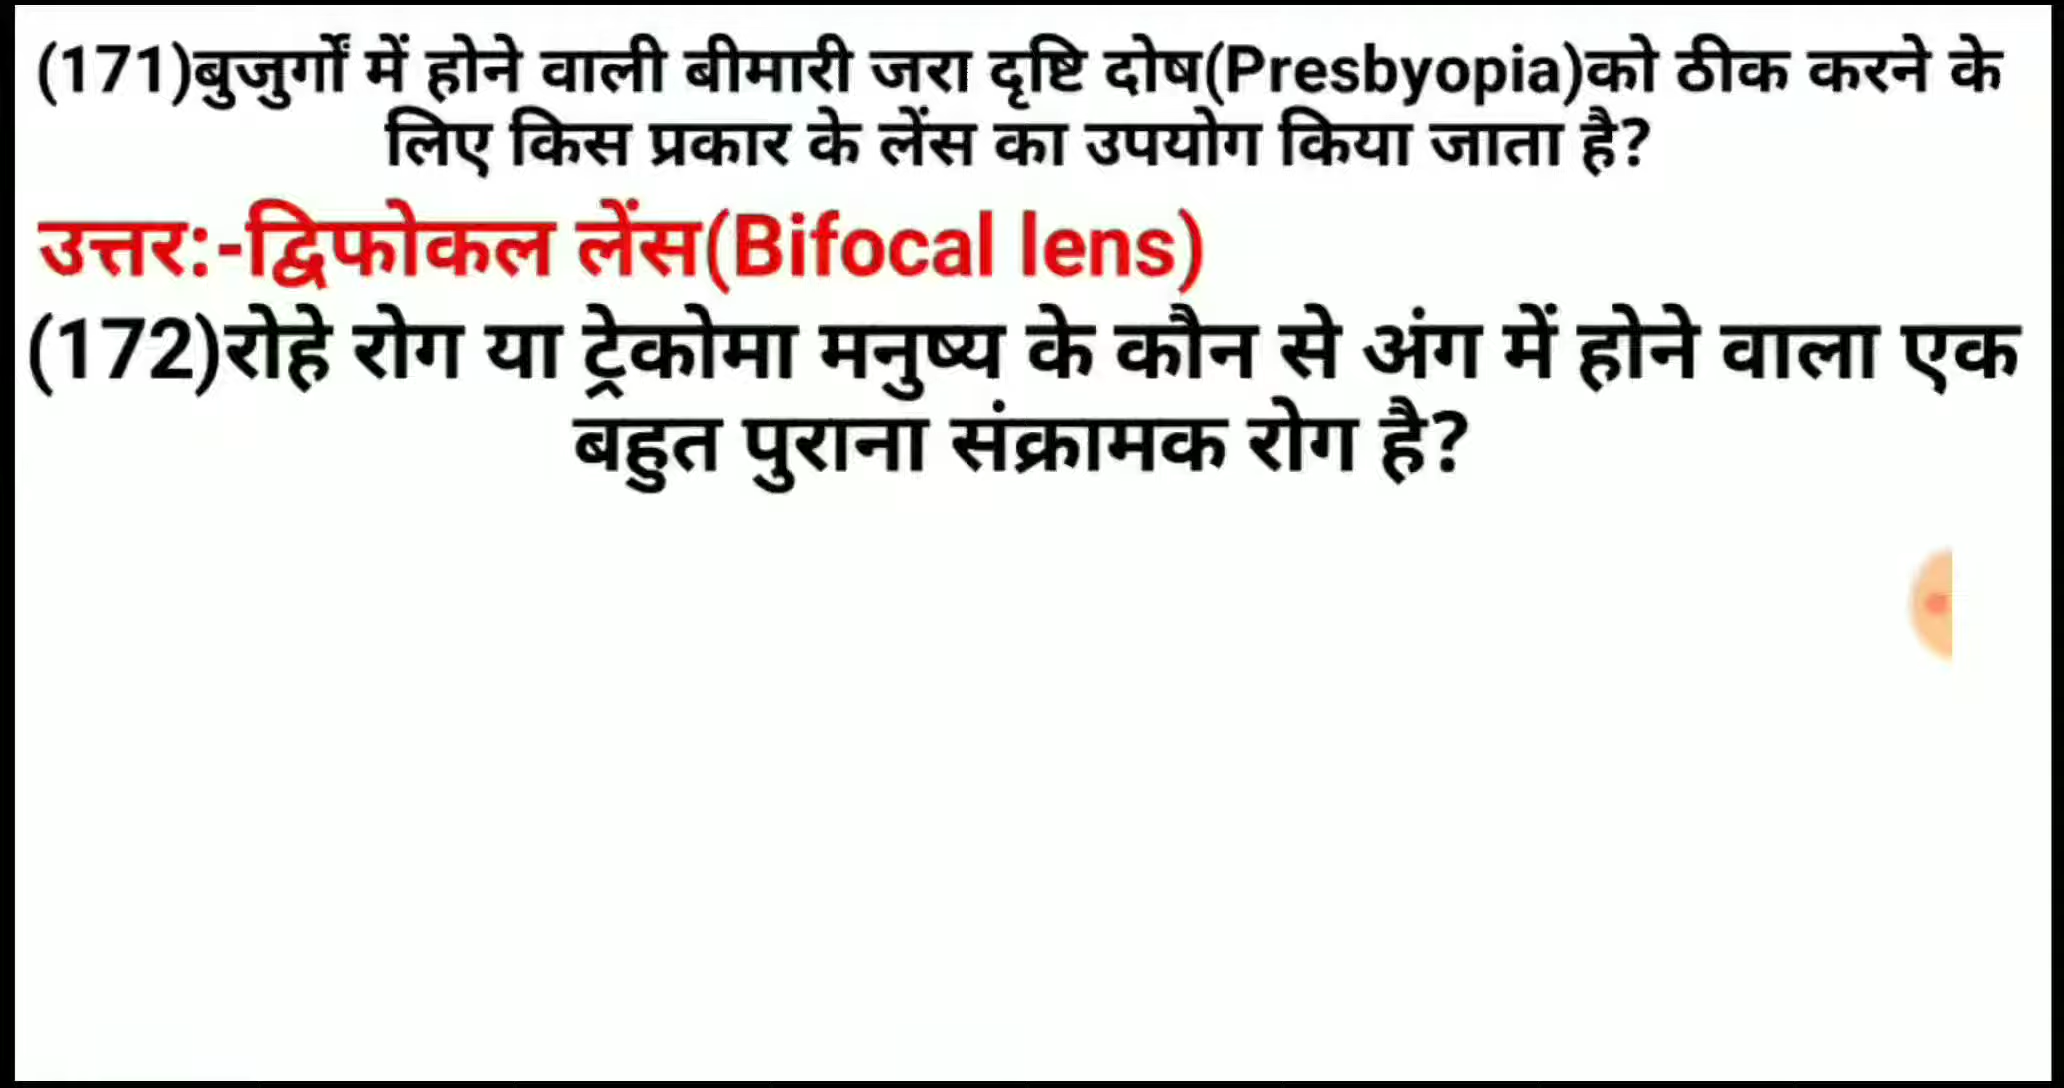 (171)बुजुर्गों में होने वाली बीमारी जरा दृष्टि दोष(Presbyopia)को ठीक करने के
लिए किस प्रकार के लेंस का उपयोग किया जाता है?
उत्तर:-द्विफोकल लेंस(Bifocal lens)
(172)रोहे रोग या ट्रेकोमा मनुष्य के कौन से अंग में होने वाला एक
बहुत पुराना संक्रामक रोग है?